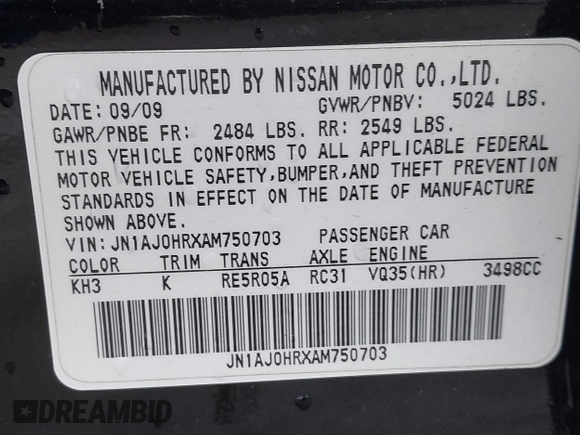 MANUFACTURED BY NISSAN MOTOR CO.,LTD.
DATE: 09/09 GVWR/PNBV: 5024 LBS.
GAWR/PNBE FR: 2484 LBS. RR: 2549 LBS.
THIS VEHICLE CONFORMS TO ALL APPLICABLE FEDERAL
MOTOR VEHICLE SAFETY,BUMPER,AND THEFT PREVENTION
STANDARDS IN EFFECT ON THE DATE OF MANUFACTURE
SHOWN ABOVE.
VIN: JN1AJ0HRXAM750703 PASSENGER CAR
COLOR TRIM TRANS AXLE ENGINE
KH3 K RE5R05A RC31 VQ35(HR) 3498CC
JN1AJ0HRXAM750703
DREAMBID